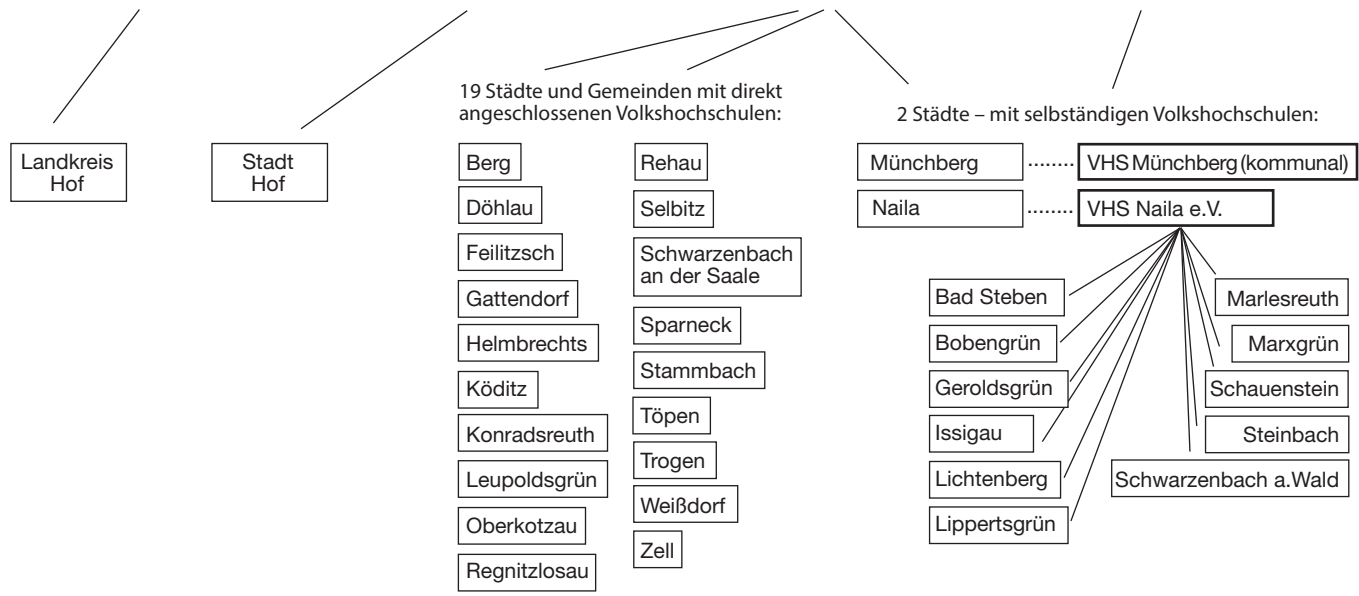 19 Städte und Gemeinden mit direkt
angeschlossenen Volkshochschulen:
2 Städte – mit selbständigen Volkshochschulen:
Landkreis
Hof
Stadt
Hof
Berg
Döhlau
Feilitzsch
Gattendorf
Helmbrechts
Köditz
Konradsreuth
Leupoldsgrün
Oberkotzau
Regnitzlosau
Rehau
Selbitz
Schwarzenbach
an der Saale
Sparneck
Stammbach
Töpen
Trogen
Weißdorf
Zell
Münchberg ........ VHS Münchberg (kommunal)
Naila ........ VHS Naila e.V.
Bad Steben
Bobengrün
Geroldsgrün
Issigau
Lichtenberg
Lippertsgrün
Marlesreuth
Marxgrün
Schauenstein
Steinbach
Schwarzenbach a.Wald